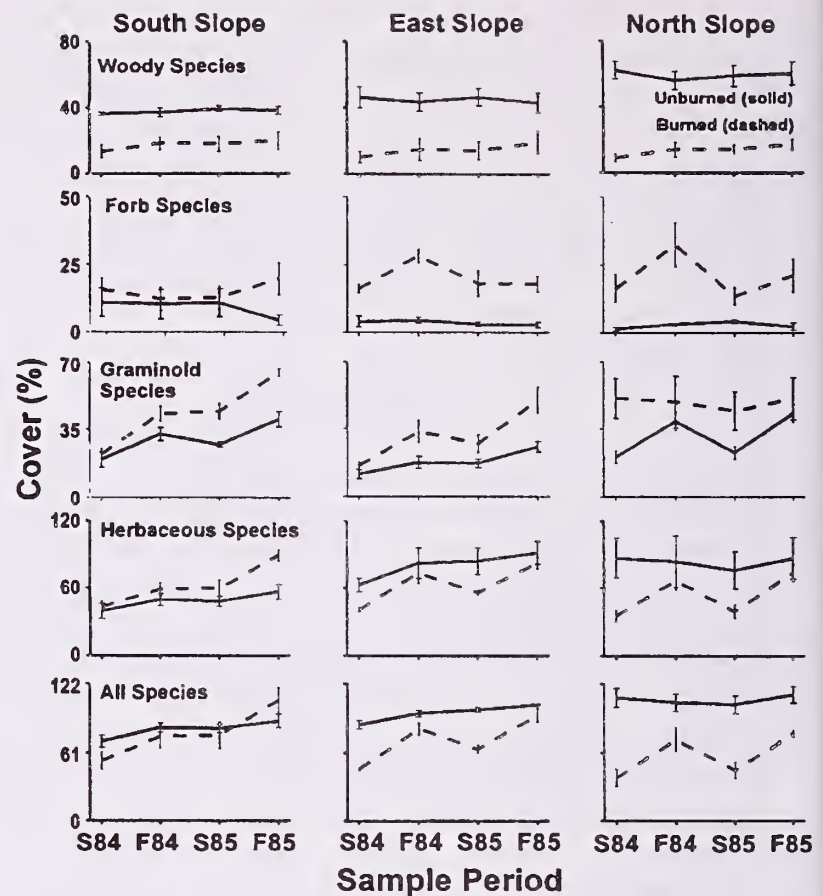 South Slope East Slope North Slope
80
40
0
Woody Species
Unburned (solid)
Burned (dashed)
50
25
0
Forb Species
70
35
0
Graminoid
Species
120
60
0
Herbaceous Species
122
61
0
All Species
Cover (%)
S84 F84 S85 F85 S84 F84 S85 F85 S84 F84 S85 F85
Sample Period